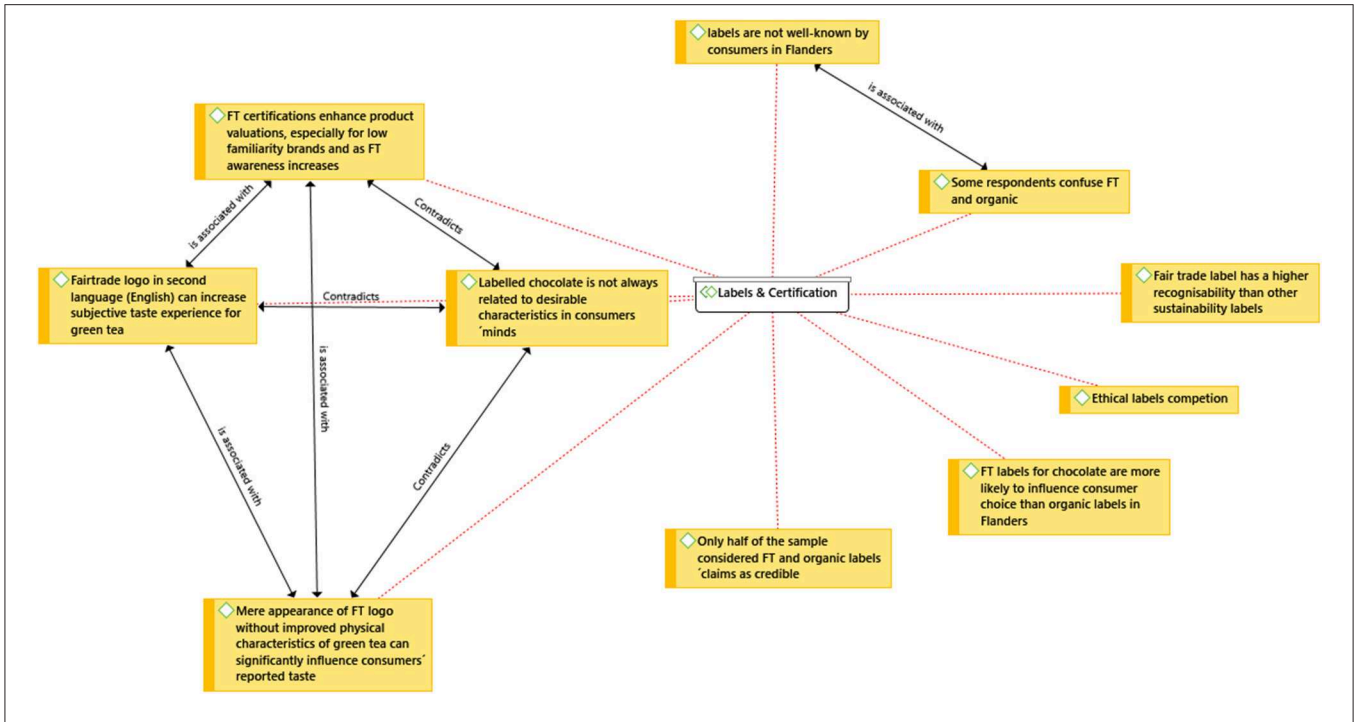 labels are not well-known by
consumers in Flanders
is associated with
FT certifications enhance product
valuations, especially for low
familiarity brands and as FT
awareness increases
Some respondents confuse FT
and organic
is associated with
Contradicts
Fairtrade logo in second
language (English) can increase
subjective taste experience for
green tea
Contradicts
Labelled chocolate is not always
related to desirable
characteristics in consumers
´minds
Labels & Certification
Fair trade label has a higher
recognisability than other
sustainability labels
is associated with
Ethical labels competion
is associated with
Contradicts
FT labels for chocolate are more
likely to influence consumer
choice than organic labels in
Flanders
Only half of the sample
considered FT and organic labels
´claims as credible
Mere appearance of FT logo
without improved physical
characteristics of green tea can
significantly influence consumers´
reported taste